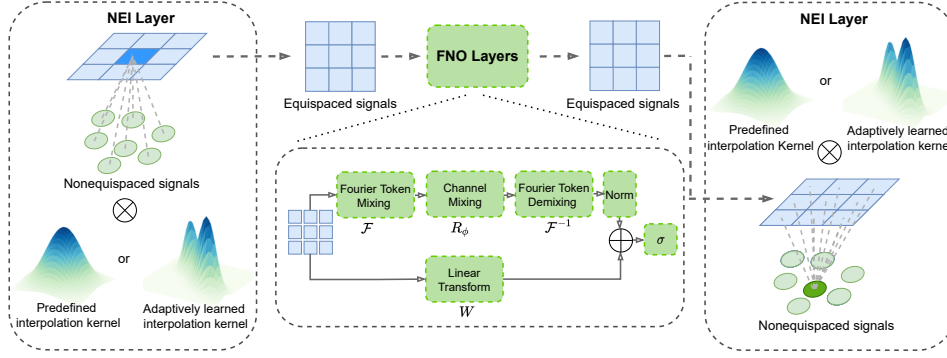 NEI Layer
Nonequispaced signals
or
Predefined
interpolation kernel
Adaptively learned
interpolation kernel
Equispaced signals
FNO Layers
Equispaced signals
Fourier Token
Mixing
ℱ
Channel
Mixing
R_ϕ
Fourier Token
Demixing
ℱ⁻¹
Norm
σ
Linear
Transform
W
NEI Layer
or
Predefined
interpolation Kernel
Adaptively learned
interpolation kernel
Nonequispaced signals